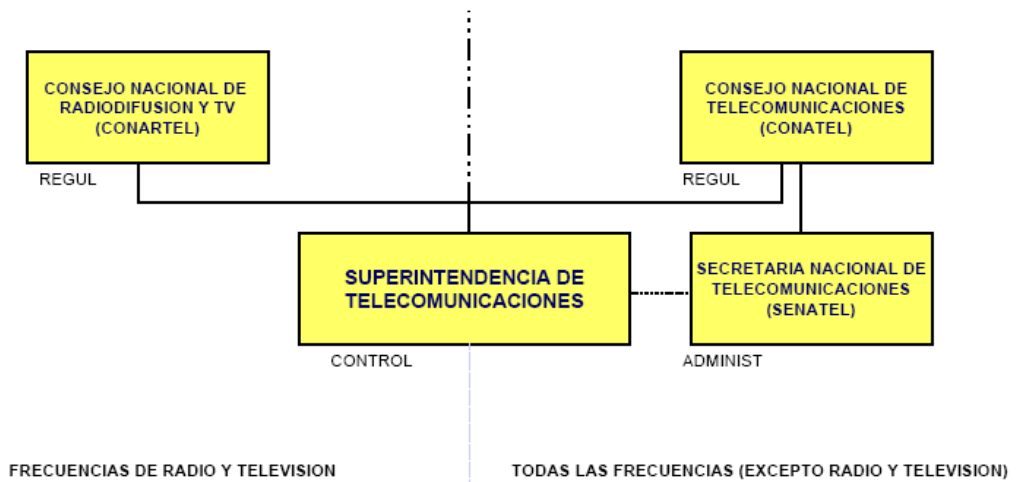 CONSEJO NACIONAL DE
RADIODIFUSION Y TV
(CONARTEL)
REGUL
CONSEJO NACIONAL DE
TELECOMUNICACIONES
(CONATEL)
REGUL
SUPERINTENDENCIA DE
TELECOMUNICACIONES
CONTROL
SECRETARIA NACIONAL DE
TELECOMUNICACIONES
(SENATEL)
ADMINIST
FRECUENCIAS DE RADIO Y TELEVISION
TODAS LAS FRECUENCIAS (EXCEPTO RADIO Y TELEVISION)